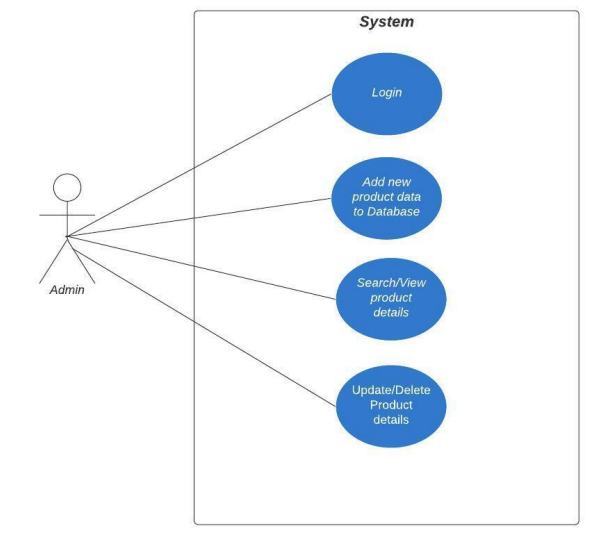 System
Login
Add new
product data
to Database
Search/View
product
details
Admin
Update/Delete
Product
details